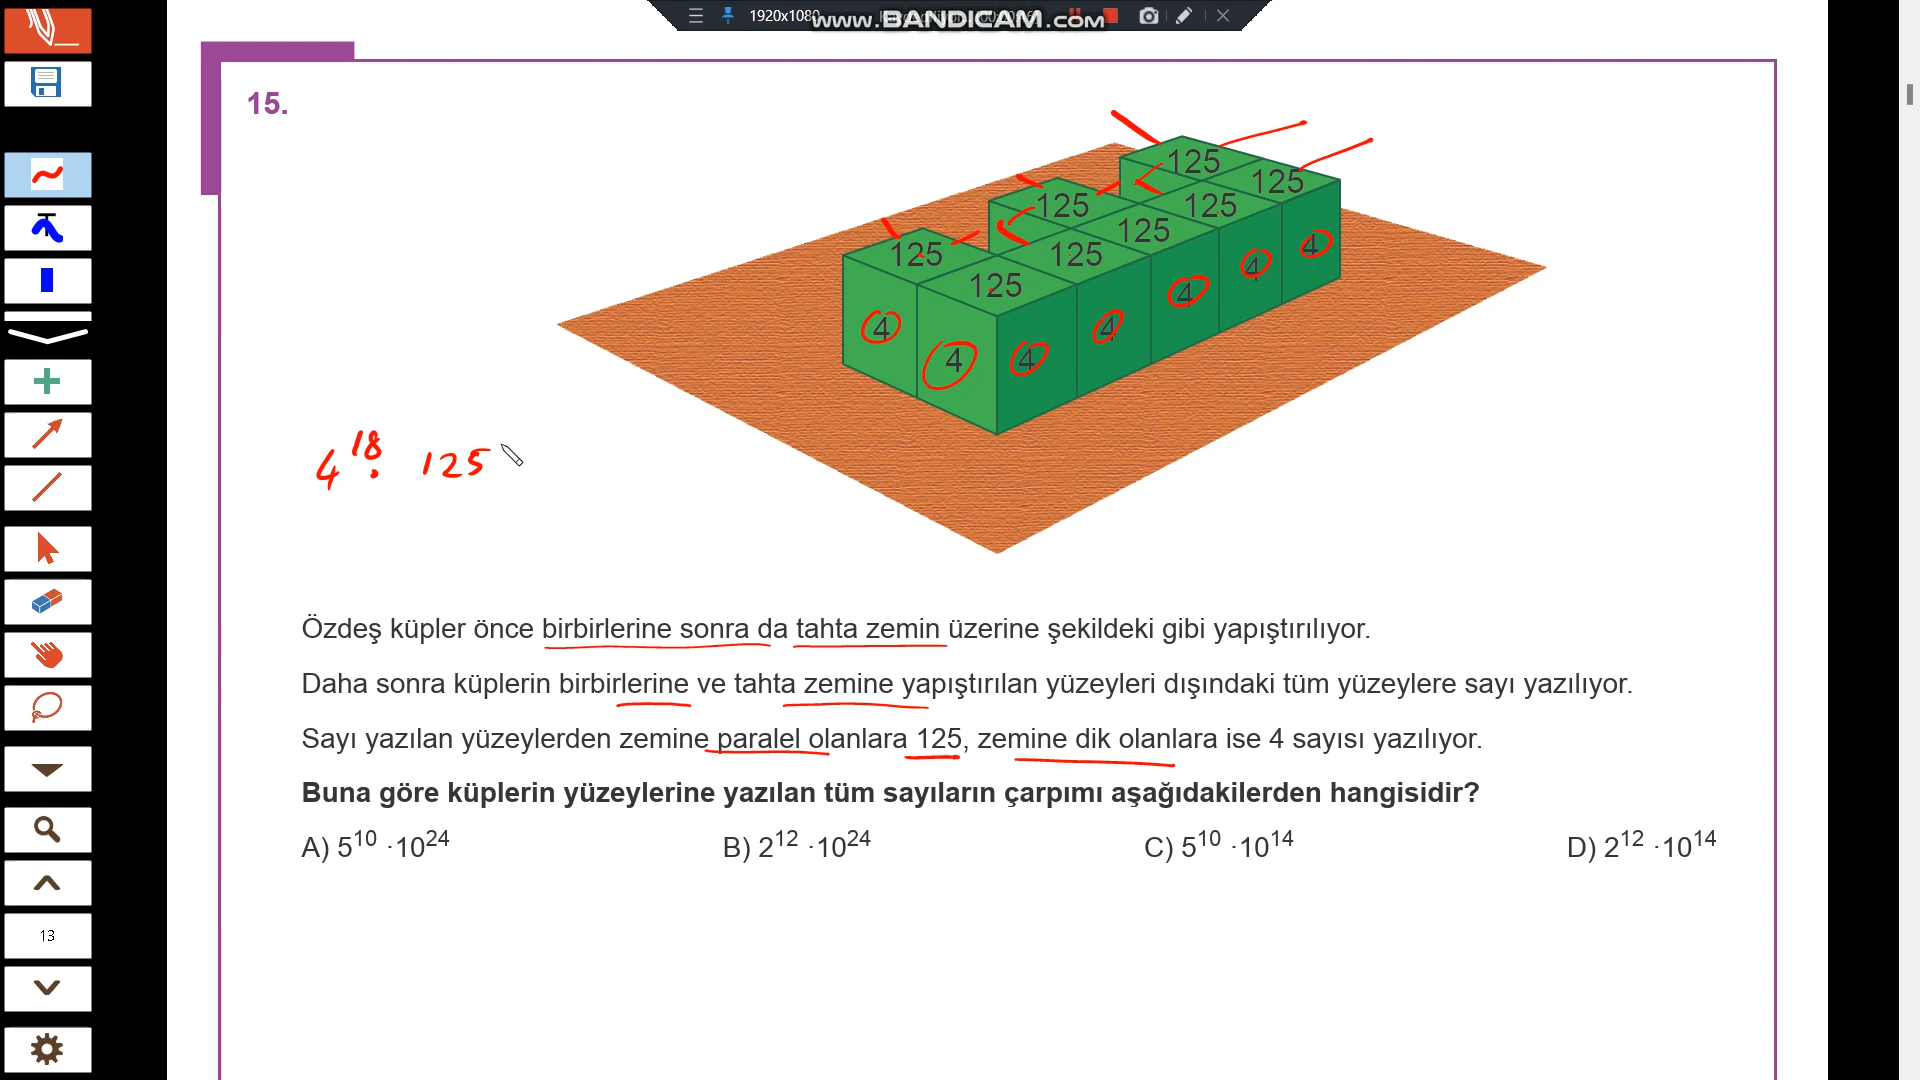 1920x1080
www.BANDICAM.com
15.
125
125
125
125
125
125
125
125
4
4
4
4
4
4
4
4^18 · 125
Özdeş küpler önce birbirlerine sonra da tahta zemin üzerine şekildeki gibi yapıştırılıyor.
Daha sonra küplerin birbirlerine ve tahta zemine yapıştırılan yüzeyleri dışındaki tüm yüzeylere sayı yazılıyor.
Sayı yazılan yüzeylerden zemine paralel olanlara 125, zemine dik olanlara ise 4 sayısı yazılıyor.
Buna göre küplerin yüzeylerine yazılan tüm sayıların çarpımı aşağıdakilerden hangisidir?
A) 5^10 ·10^24 B) 2^12 ·10^24 C) 5^10 ·10^14 D) 2^12 ·10^14
13